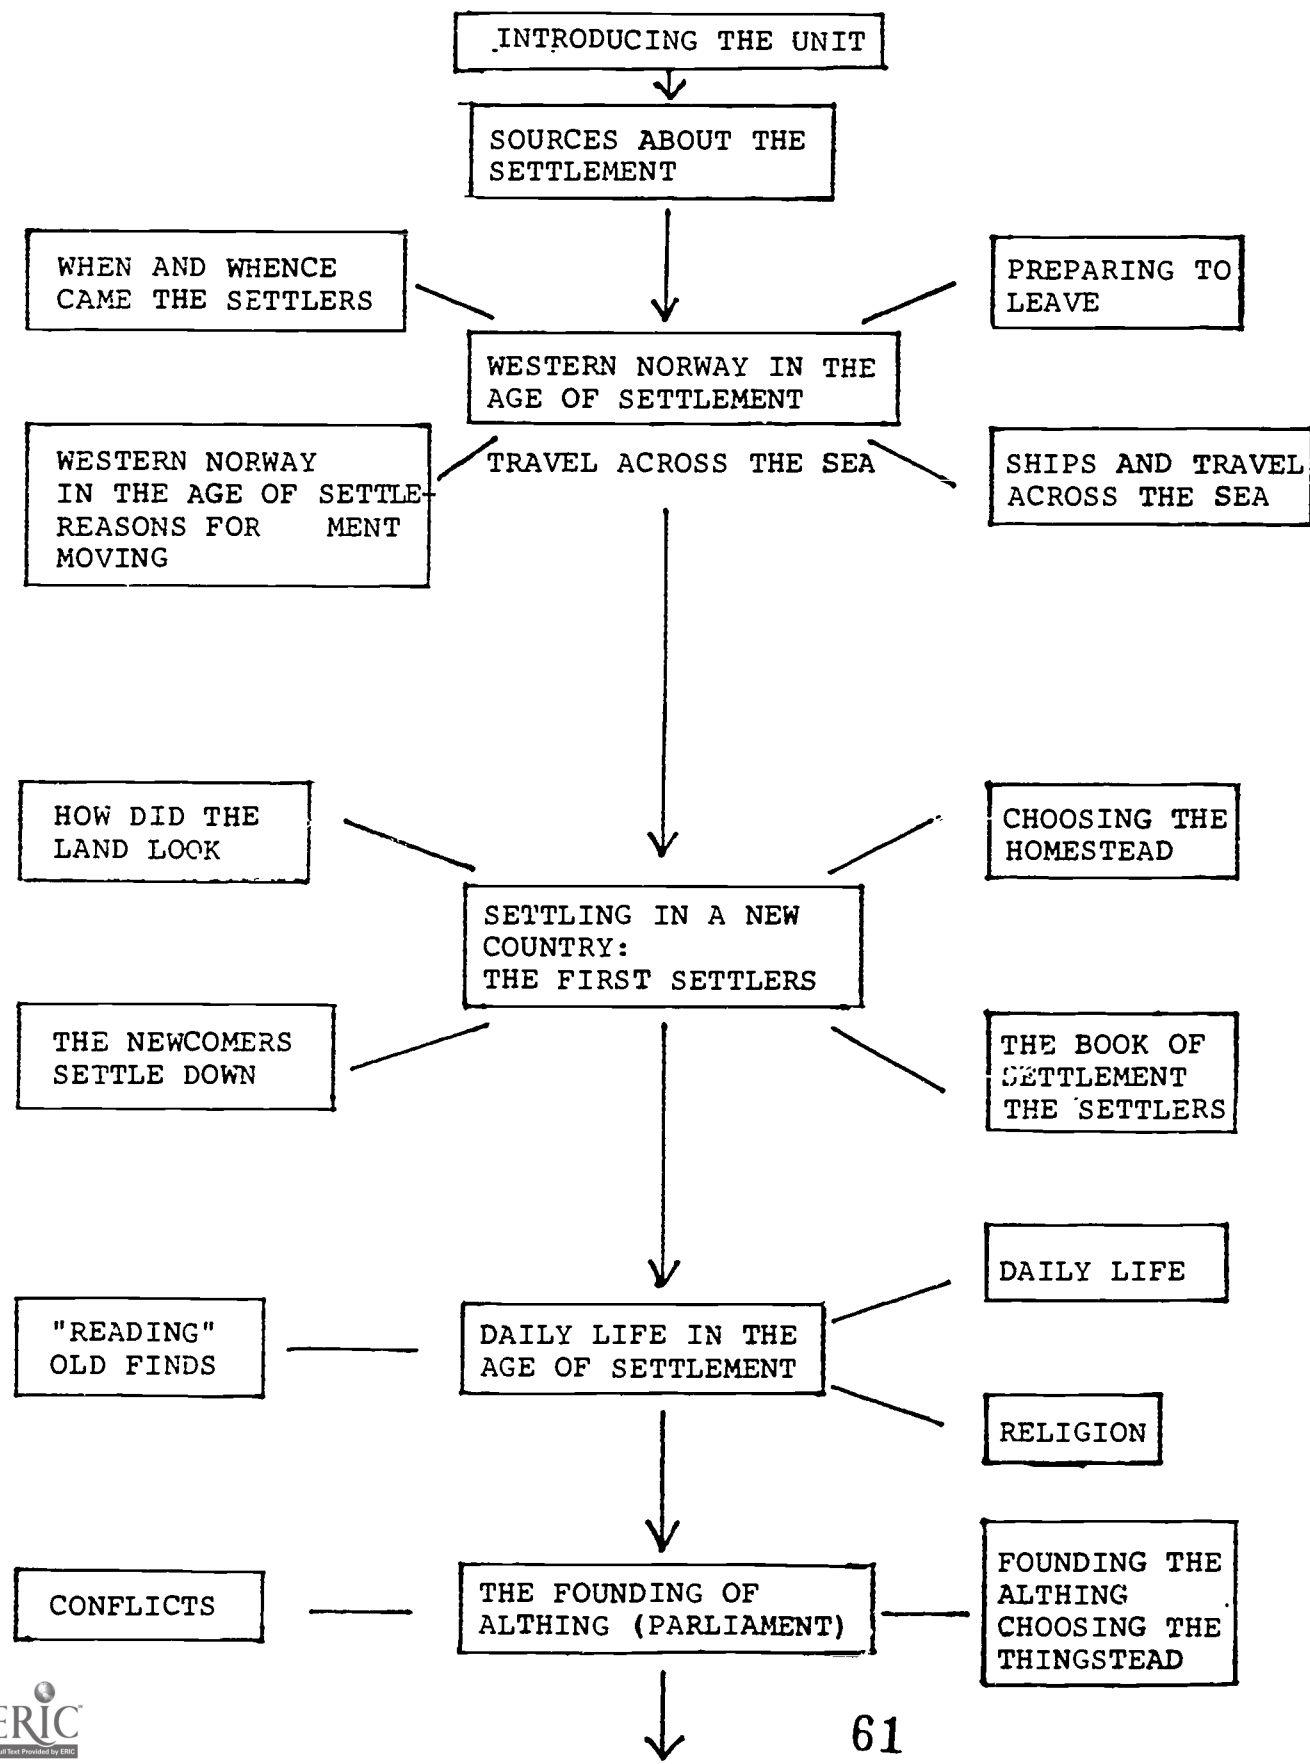 INTRODUCING THE UNIT
SOURCES ABOUT THE
SETTLEMENT
WHEN AND WHENCE
CAME THE SETTLERS
PREPARING TO
LEAVE
WESTERN NORWAY IN THE
AGE OF SETTLEMENT
WESTERN NORWAY
IN THE AGE OF SETTLE-
REASONS FOR MENT
MOVING
TRAVEL ACROSS THE SEA
SHIPS AND TRAVEL
ACROSS THE SEA
HOW DID THE
LAND LOOK
CHOOSING THE
HOMESTEAD
SETTLING IN A NEW
COUNTRY:
THE FIRST SETTLERS
THE NEWCOMERS
SETTLE DOWN
THE BOOK OF
SETTLEMENT
THE SETTLERS
DAILY LIFE
"READING"
OLD FINDS
DAILY LIFE IN THE
AGE OF SETTLEMENT
RELIGION
CONFLICTS
THE FOUNDING OF
ALTHING (PARLIAMENT)
FOUNDING THE
ALTHING
CHOOSING THE
THINGSTEAD
ERIC
Full Text Provided by ERIC
61